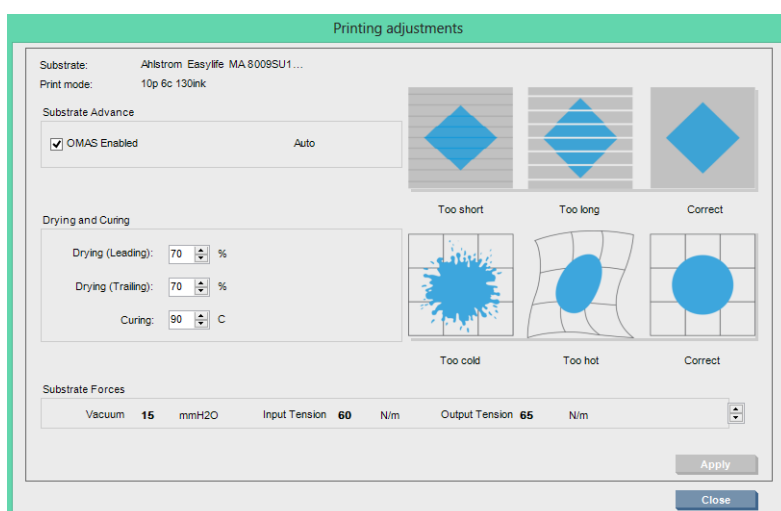 Printing adjustments
Substrate: Ahlstrom Easylife MA 8009SU1...
Print mode: 10p 6c 130ink
Substrate Advance
OMAS Enabled Auto
Too short Too long Correct
Drying and Curing
Drying (Leading): 70 %
Drying (Trailing): 70 %
Curing: 90 C
Too cold Too hot Correct
Substrate Forces
Vacuum 15 mmH2O Input Tension 60 N/m Output Tension 65 N/m
Apply
Close